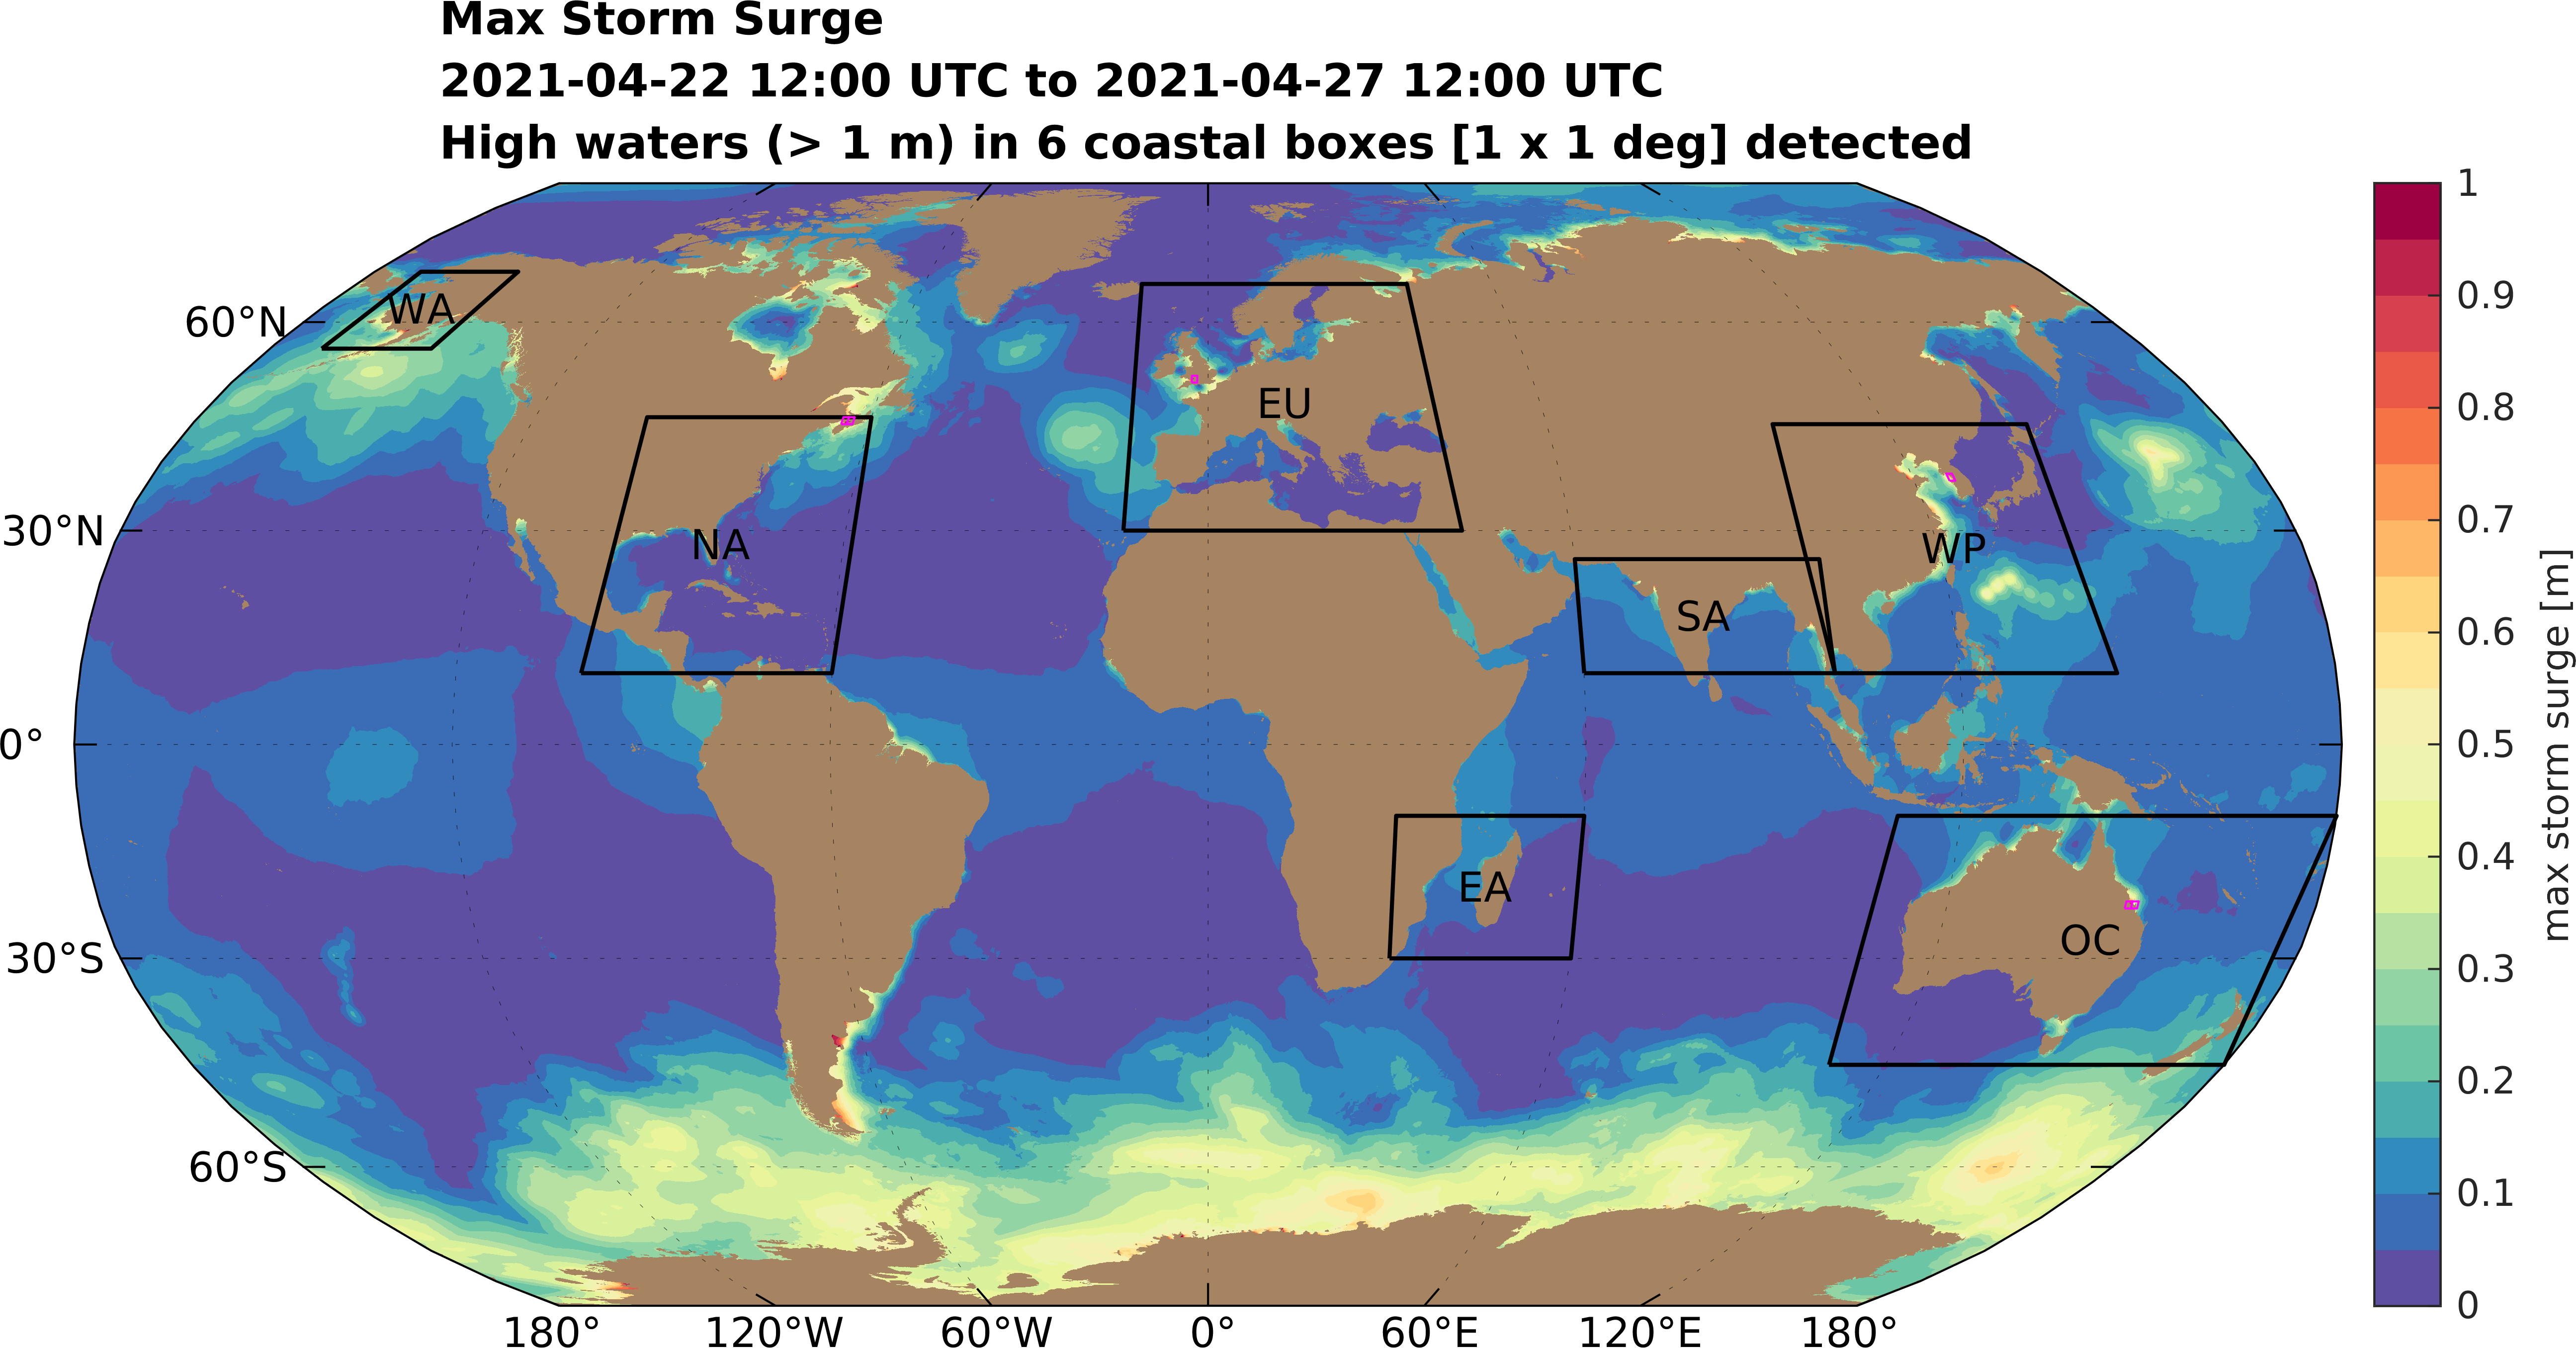 Max Storm Surge
2021-04-22 12:00 UTC to 2021-04-27 12:00 UTC
High waters (> 1 m) in 6 coastal boxes [1 x 1 deg] detected
60°N
30°N
0°
30°S
60°S
WA
NA
EU
SA
WP
EA
OC
180°
120°W
60°W
0°
60°E
120°E
180°
1
0.9
0.8
0.7
0.6
0.5
0.4
0.3
0.2
0.1
0
max storm surge [m]